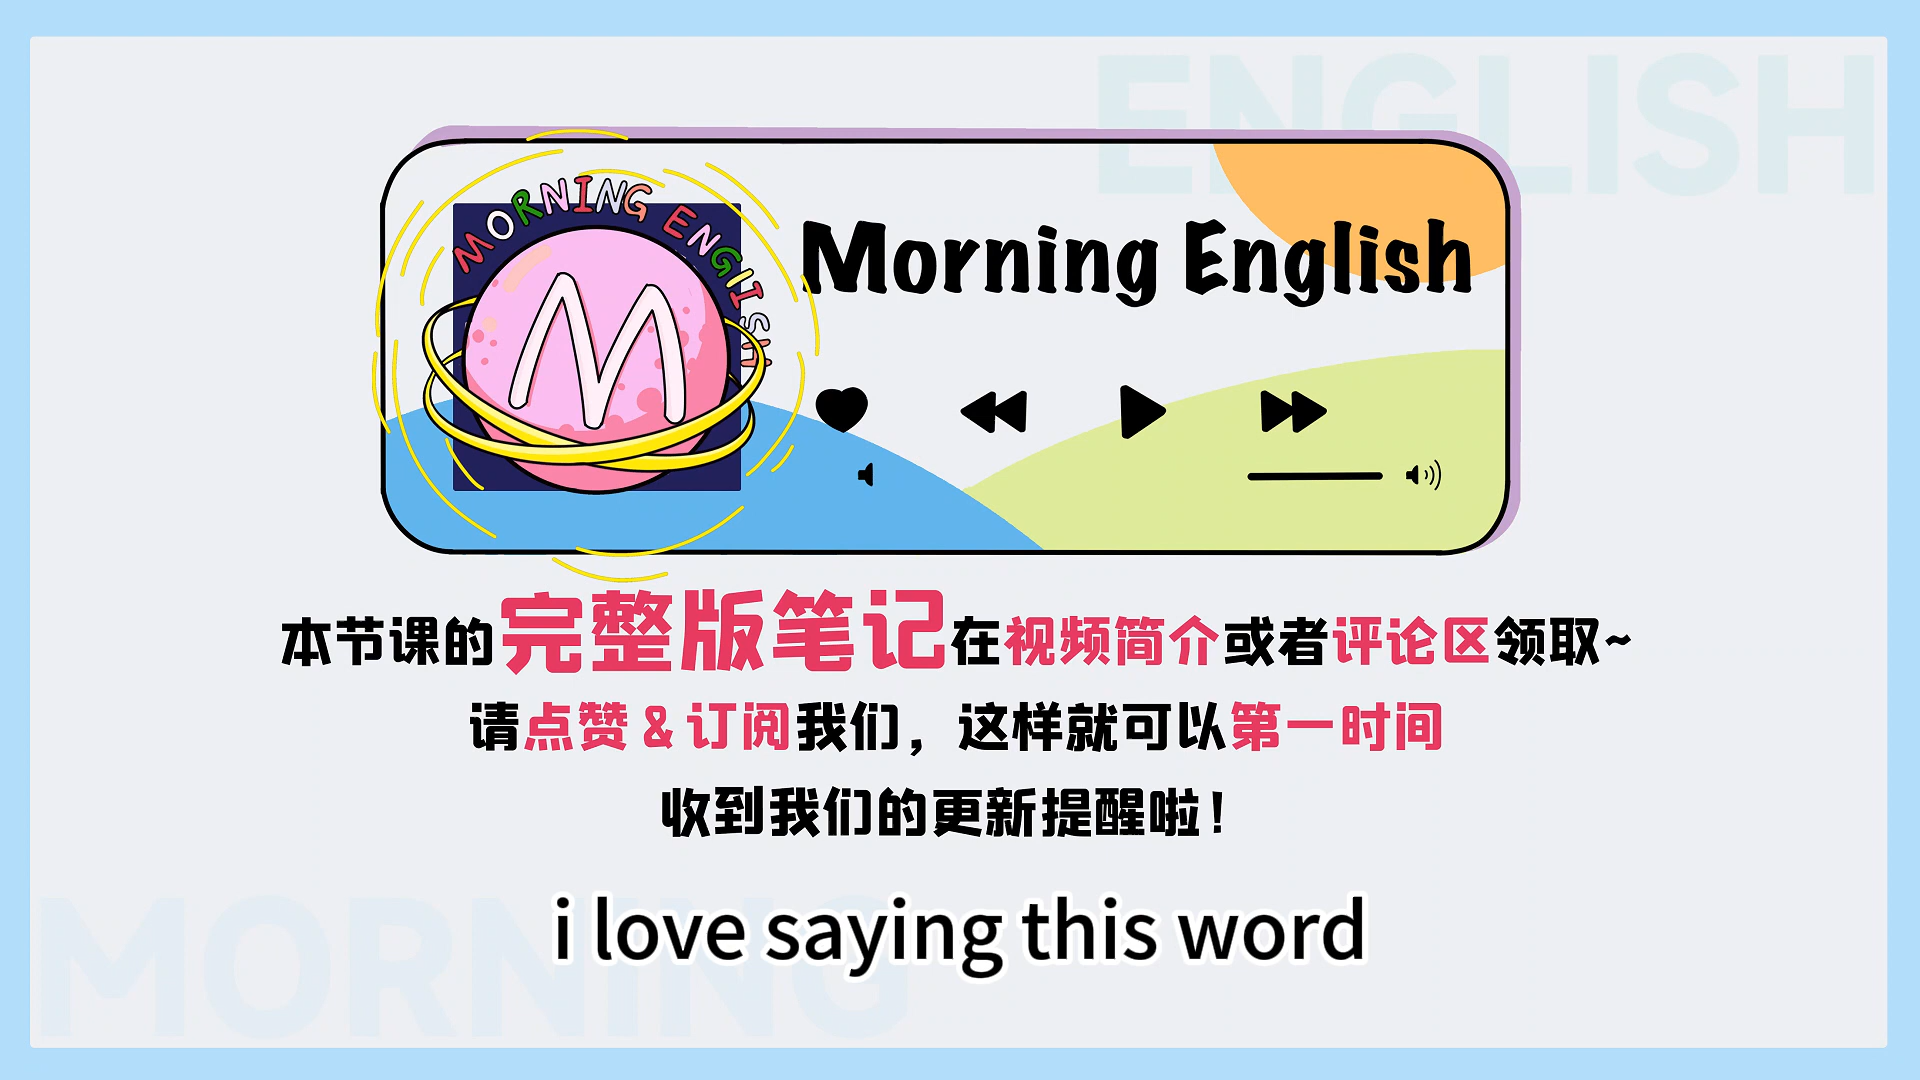 ENGLISH
MORNING ENGLISH
M
Morning English
本节课的完整版笔记在视频简介或者评论区领取~
请点赞&订阅我们，这样就可以第一时间
收到我们的更新提醒啦！
MORNING
i love saying this word